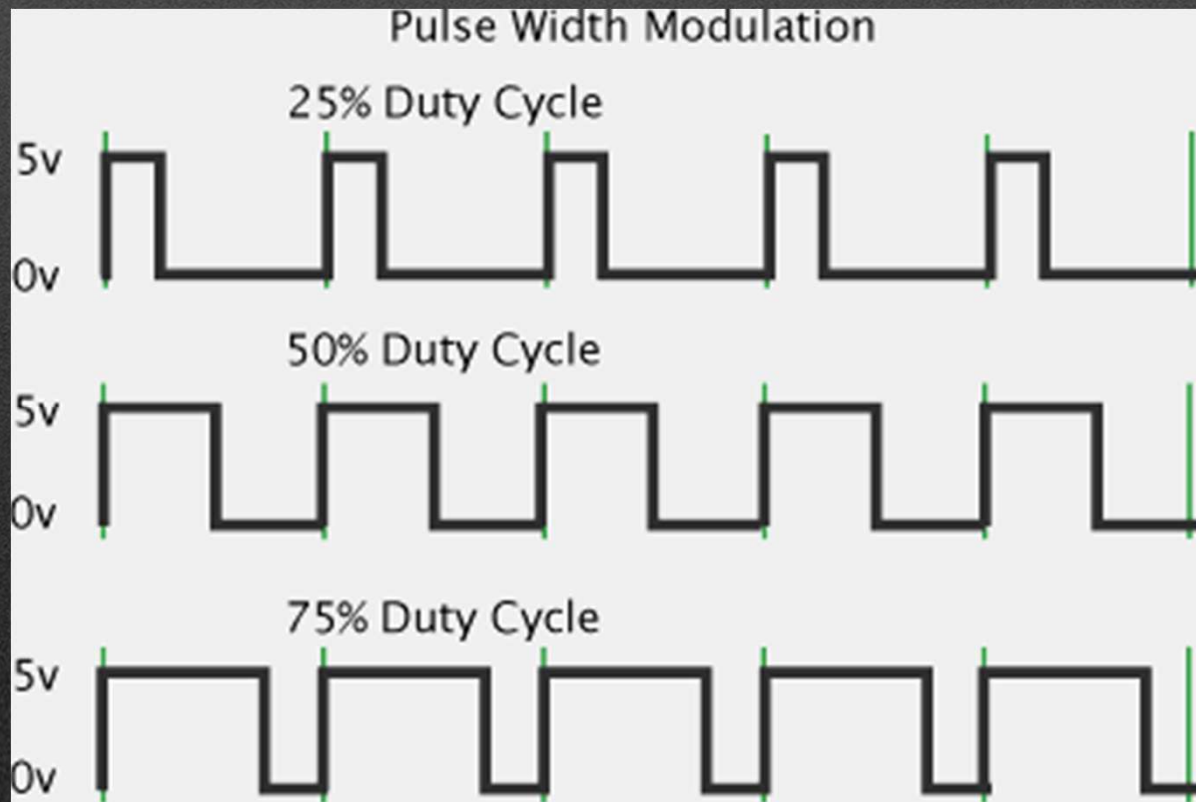 Pulse Width Modulation
25% Duty Cycle
5v
0v
50% Duty Cycle
5v
0v
75% Duty Cycle
5v
0v